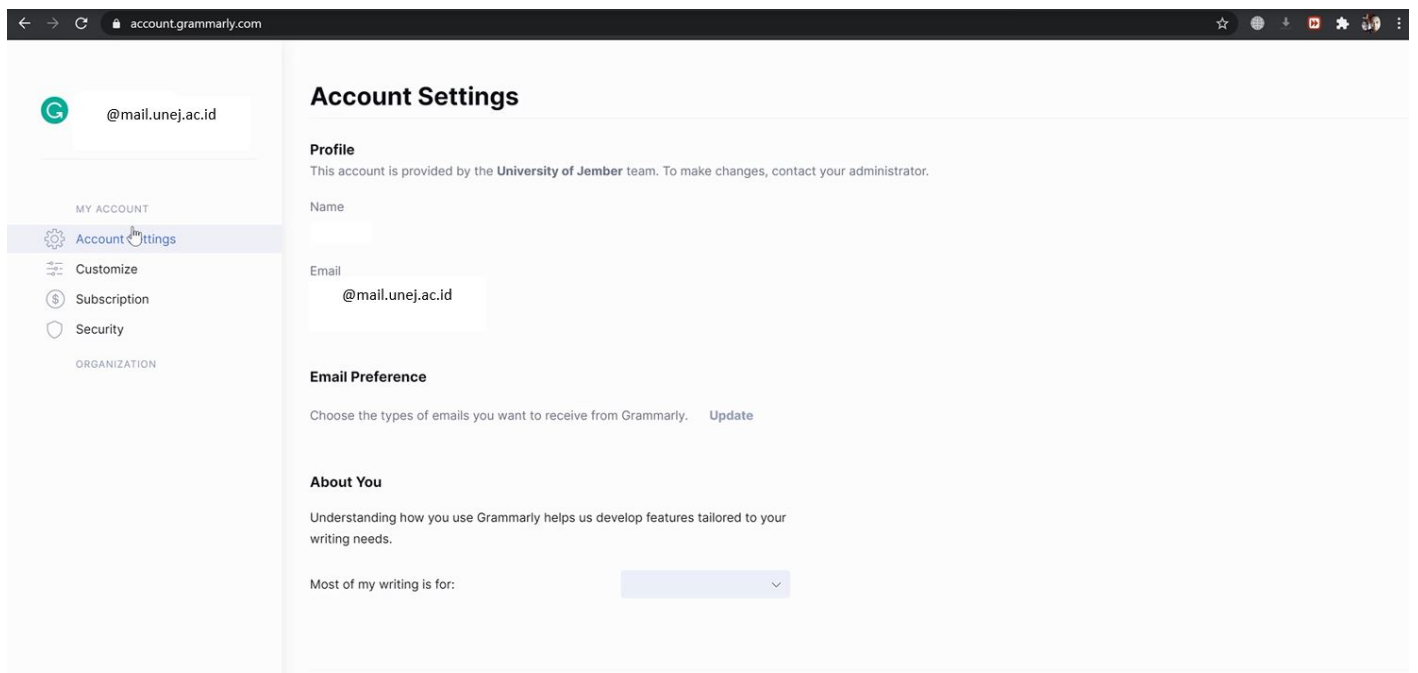 account.grammarly.com
@mail.unej.ac.id
MY ACCOUNT
Account ttings
Customize
Subscription
Security
ORGANIZATION
Account Settings
Profile
This account is provided by the University of Jember team. To make changes, contact your administrator.
Name
Email
@mail.unej.ac.id
Email Preference
Choose the types of emails you want to receive from Grammarly. Update
About You
Understanding how you use Grammarly helps us develop features tailored to your
writing needs.
Most of my writing is for: